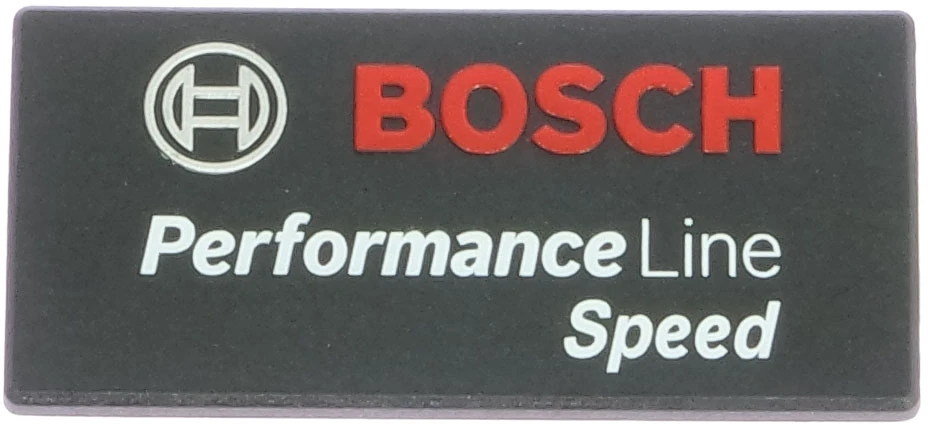 BOSCH
Performance Line
Speed